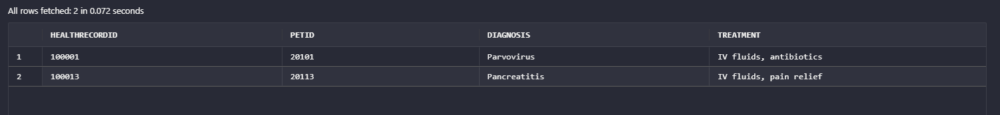 All rows fetched: 2 in 0.072 seconds
HEALTHRECORDID PETID DIAGNOSIS TREATMENT
1 100001 20101 Parvovirus IV fluids, antibiotics
2 100013 20113 Pancreatitis IV fluids, pain relief